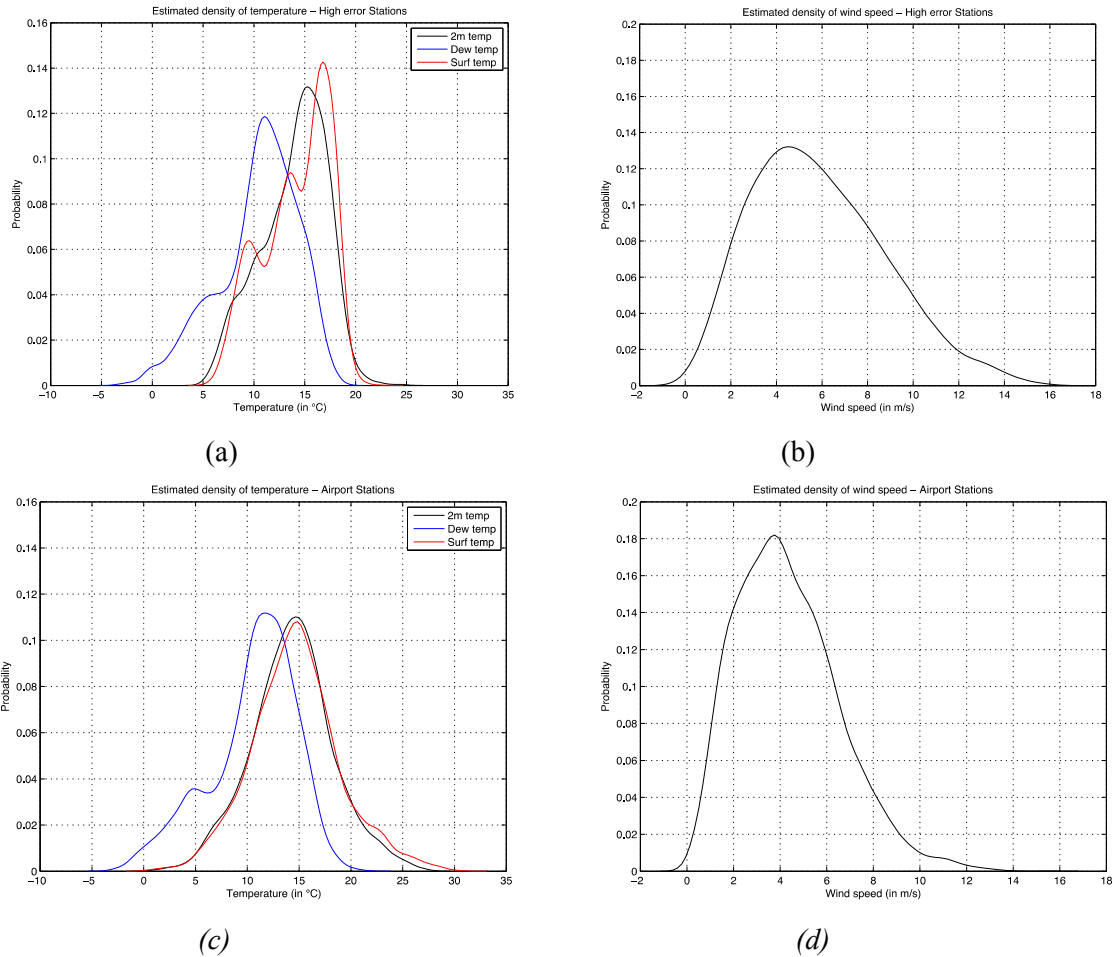 Estimated density of temperature – High error Stations
0.16
0.14
0.12
0.1
0.08
0.06
0.04
0.02
0
Probability
2m temp
Dew temp
Surf temp
−10 −5 0 5 10 15 20 25 30 35
Temperature (in °C)
(a)
Estimated density of wind speed – High error Stations
0.2
0.18
0.16
0.14
0.12
0.1
0.08
0.06
0.04
0.02
0
Probability
−2 0 2 4 6 8 10 12 14 16 18
Wind speed (in m/s)
(b)
Estimated density of temperature – Airport Stations
0.16
0.14
0.12
0.1
0.08
0.06
0.04
0.02
0
Probability
2m temp
Dew temp
Surf temp
−10 −5 0 5 10 15 20 25 30 35
Temperature (in °C)
(c)
Estimated density of wind speed – Airport Stations
0.2
0.18
0.16
0.14
0.12
0.1
0.08
0.06
0.04
0.02
0
Probability
−2 0 2 4 6 8 10 12 14 16 18
Wind speed (in m/s)
(d)